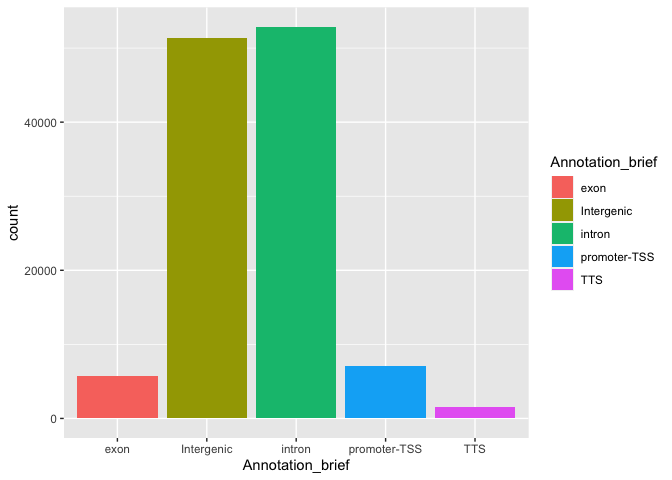 count
40000
20000
0
exon Intergenic intron promoter-TSS TTS
Annotation_brief
Annotation_brief
exon
Intergenic
intron
promoter-TSS
TTS